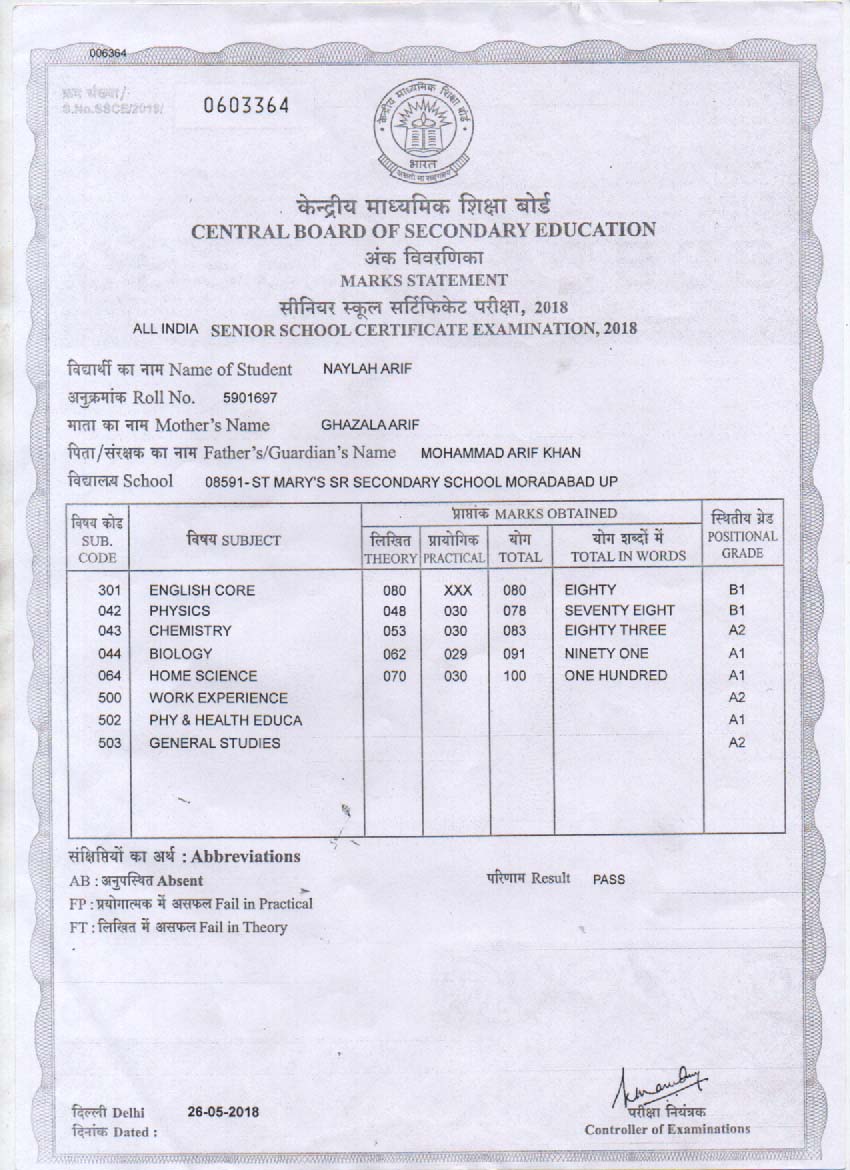 006364
क्रम संख्या/
S.No.SSCE/2018/
0603364
केन्द्रीय माध्यमिक शिक्षा बोर्ड
भारत
असतो मा सद्गमय
केन्द्रीय माध्यमिक शिक्षा बोर्ड
CENTRAL BOARD OF SECONDARY EDUCATION
अंक विवरणिका
MARKS STATEMENT
सीनियर स्कूल सर्टिफिकेट परीक्षा, 2018
ALL INDIA SENIOR SCHOOL CERTIFICATE EXAMINATION, 2018
विद्यार्थी का नाम Name of Student NAYLAH ARIF
अनुक्रमांक Roll No. 5901697
माता का नाम Mother's Name GHAZALA ARIF
पिता/संरक्षक का नाम Father's/Guardian's Name MOHAMMAD ARIF KHAN
विद्यालय School 08591- ST MARY'S SR SECONDARY SCHOOL MORADABAD UP
विषय कोड SUB. CODE
विषय SUBJECT
प्राप्तांक MARKS OBTAINED
लिखित THEORY
प्रायोगिक PRACTICAL
योग TOTAL
योग शब्दों में TOTAL IN WORDS
स्थितीय ग्रेड POSITIONAL GRADE
301 ENGLISH CORE 080 XXX 080 EIGHTY B1
042 PHYSICS 048 030 078 SEVENTY EIGHT B1
043 CHEMISTRY 053 030 083 EIGHTY THREE A2
044 BIOLOGY 062 029 091 NINETY ONE A1
064 HOME SCIENCE 070 030 100 ONE HUNDRED A1
500 WORK EXPERIENCE A2
502 PHY & HEALTH EDUCA A1
503 GENERAL STUDIES A2
संक्षिप्तियों का अर्थ : Abbreviations
AB : अनुपस्थित Absent
परिणाम Result PASS
FP : प्रयोगात्मक में असफल Fail in Practical
FT : लिखित में असफल Fail in Theory
दिल्ली Delhi 26-05-2018
दिनांक Dated :
परीक्षा नियंत्रक
Controller of Examinations